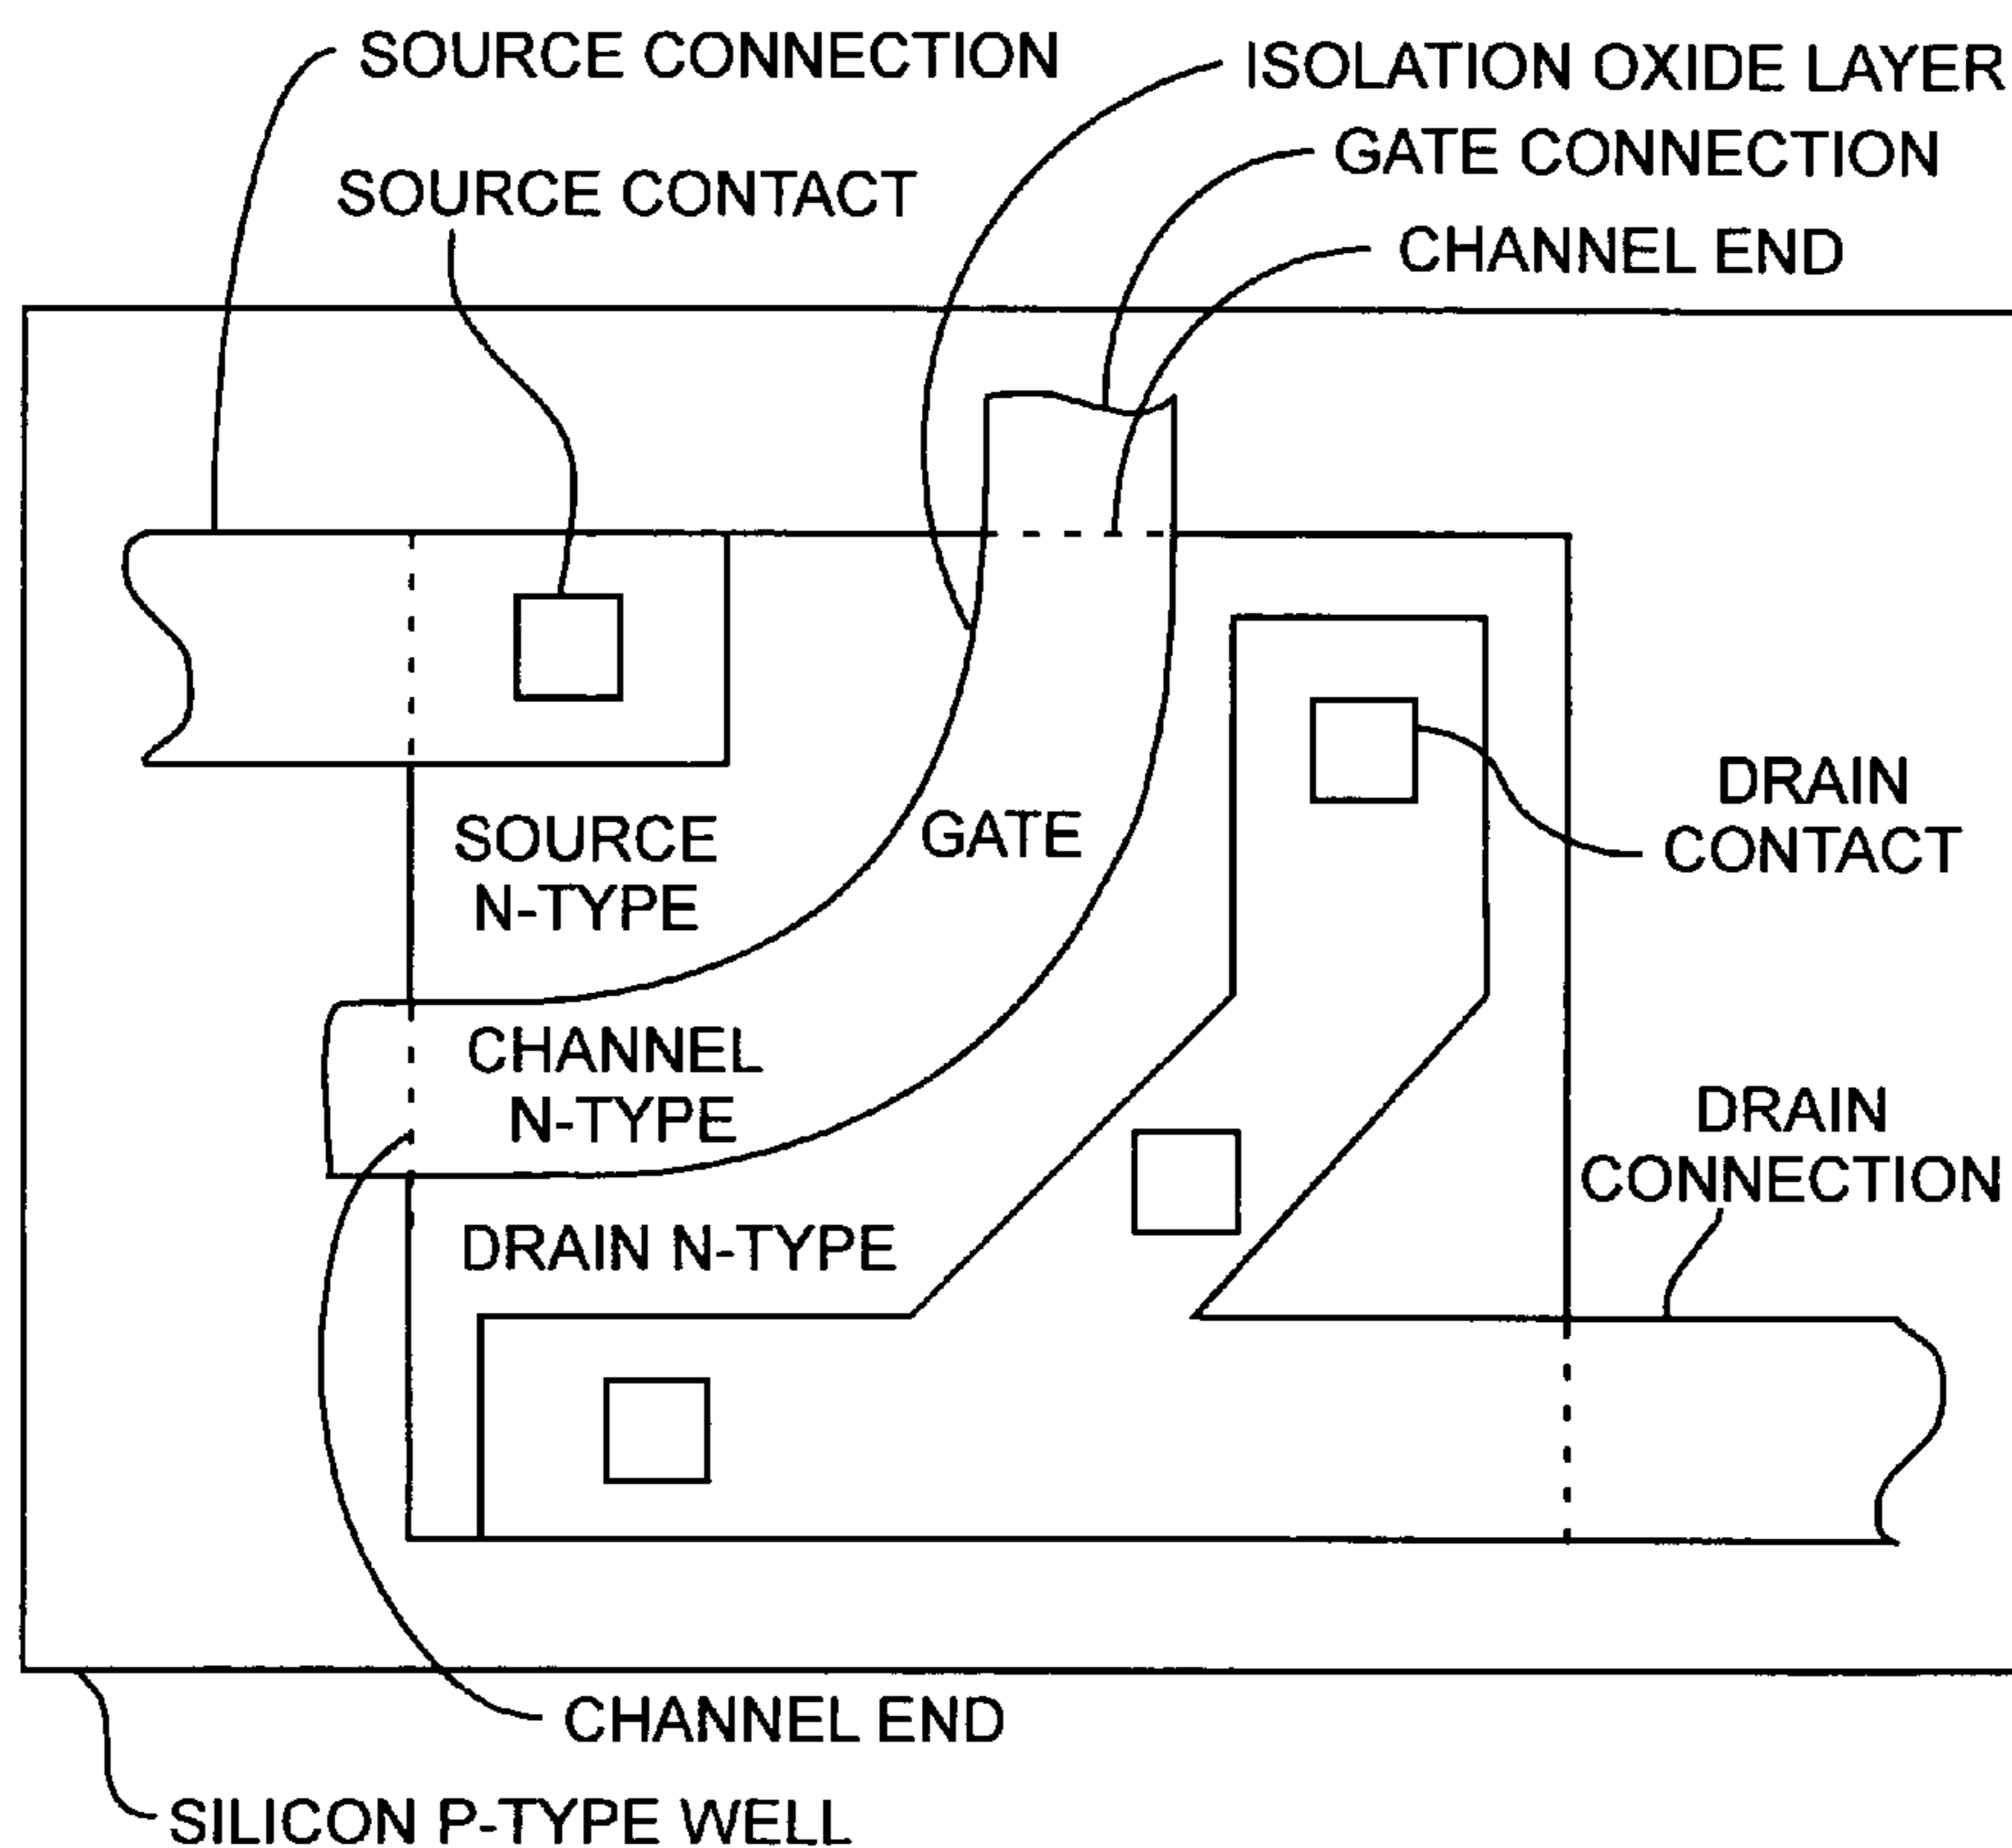 SOURCE CONNECTION
ISOLATION OXIDE LAYER
GATE CONNECTION
SOURCE CONTACT
CHANNEL END
DRAIN
CONTACT
SOURCE
N-TYPE
GATE
CHANNEL
N-TYPE
DRAIN
CONNECTION
DRAIN N-TYPE
CHANNEL END
SILICON P-TYPE WELL